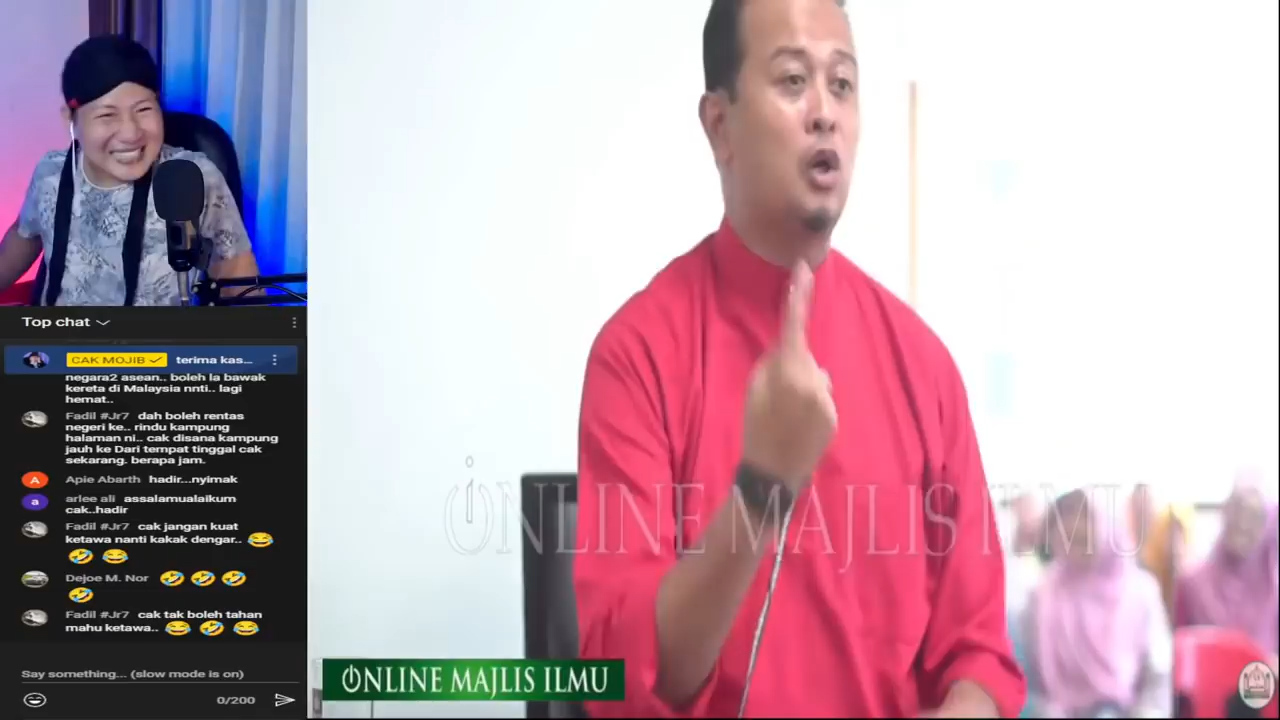 Top chat
CAK MOJIB terima kas...
negara2 asean.. boleh la bawak
kereta di Malaysia nnti.. lagi
hemat..
Fadil #Jr7 dah boleh rentas
negeri ke.. rindu kampung
halaman ni.. cak disana kampung
jauh ke Dari tempat tinggal cak
sekarang. berapa jam.
Apie Abarth hadir...nyimak
A
arlee ali assalamualaikum
a
cak..hadir
Fadil #Jr7 cak jangan kuat
ketawa nanti kakak dengar.. 😂
🤣 😂
Dejoe M. Nor 🤣 🤣 🤣
🤣
Fadil #Jr7 cak tak boleh tahan
mahu ketawa.. 😂 🤣 😂
Say something... (slow mode is on)
0/200
ONLINE MAJLIS ILMU
ONLINE MAJLIS ILMU